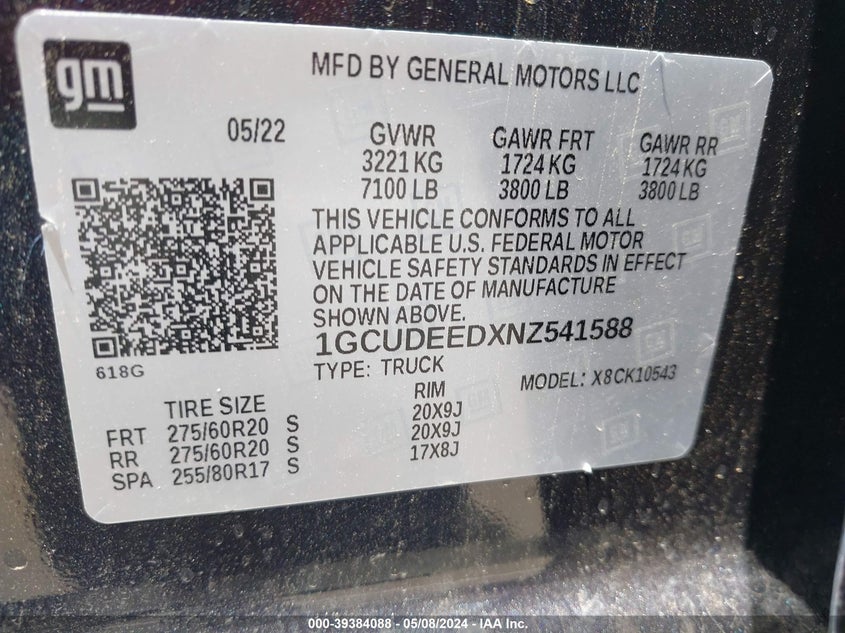 gm
MFD BY GENERAL MOTORS LLC
05/22 GVWR GAWR FRT GAWR RR
3221 KG 1724 KG 1724 KG
7100 LB 3800 LB 3800 LB
THIS VEHICLE CONFORMS TO ALL
APPLICABLE U.S. FEDERAL MOTOR
VEHICLE SAFETY STANDARDS IN EFFECT
ON THE DATE OF MANUFACTURE
SHOWN ABOVE.
1GCUDEEDXNZ541588
618G
TYPE: TRUCK MODEL: X8CK10543
TIRE SIZE RIM
FRT 275/60R20 S 20X9J
RR 275/60R20 S 20X9J
SPA 255/80R17 S 17X8J
000-39384088 - 05/08/2024 - IAA Inc.